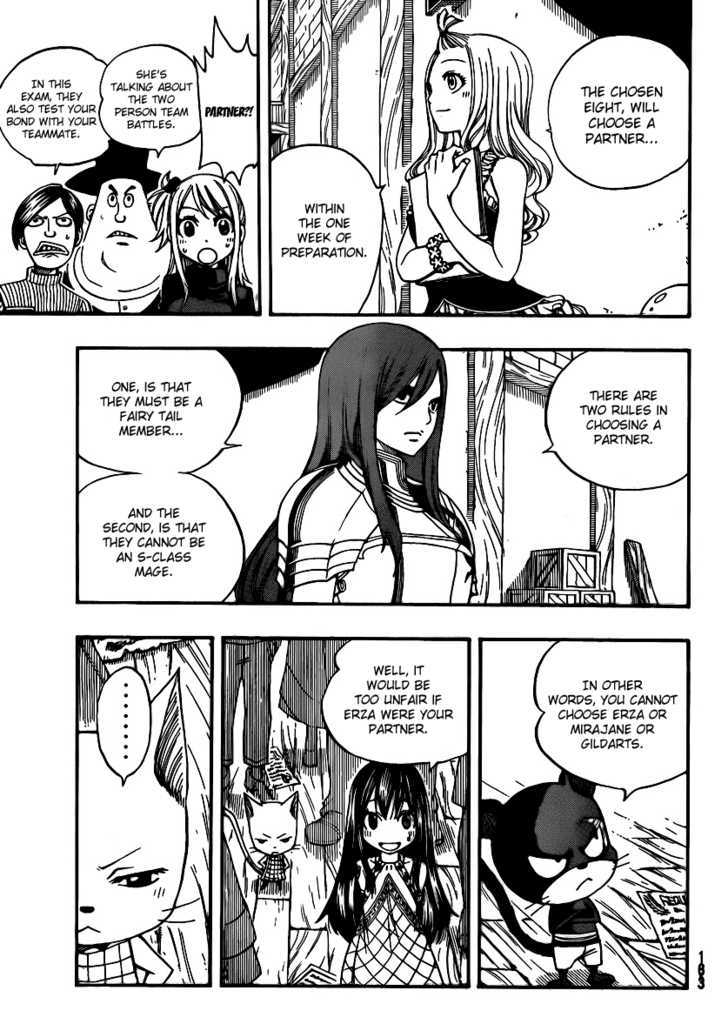 THE CHOSEN
EIGHT, WILL
CHOOSE A
PARTNER...
WITHIN
THE ONE
WEEK OF
PREPARATION.
PARTNER?!
SHE'S
TALKING ABOUT
THE TWO
PERSON TEAM
BATTLES.
IN THIS
EXAM, THEY
ALSO TEST YOUR
BOND WITH YOUR
TEAMMATE.
THERE ARE
TWO RULES IN
CHOOSING A
PARTNER.
ONE, IS THAT
THEY MUST BE A
FAIRY TAIL
MEMBER...
AND THE
SECOND, IS THAT
THEY CANNOT BE
AN S-CLASS
MAGE.
IN OTHER
WORDS, YOU CANNOT
CHOOSE ERZA OR
MIRAJANE OR
GILDARTS.
WELL, IT
WOULD BE
TOO UNFAIR IF
ERZA WERE YOUR
PARTNER.
......
183